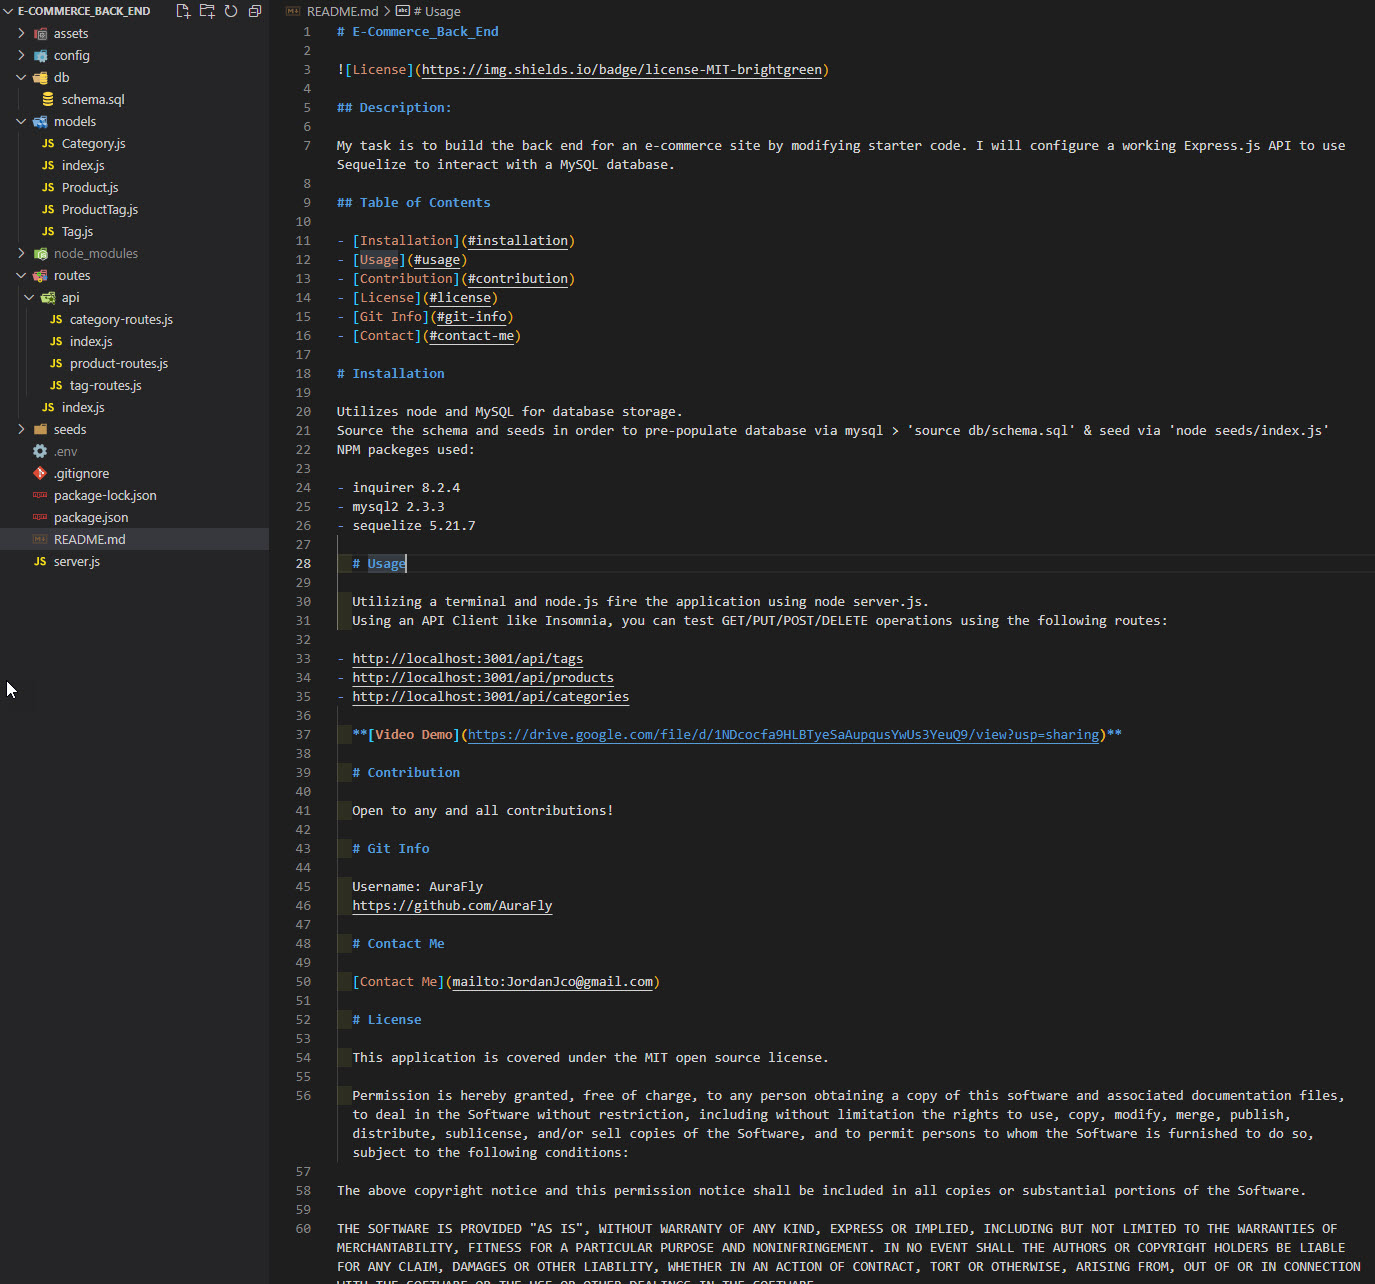 E-COMMERCE_BACK_END
assets
config
db
schema.sql
models
JS Category.js
JS index.js
JS Product.js
JS ProductTag.js
JS Tag.js
node_modules
routes
api
JS category-routes.js
JS index.js
JS product-routes.js
JS tag-routes.js
JS index.js
seeds
.env
.gitignore
package-lock.json
package.json
README.md
JS server.js
README.md > # Usage
1 # E-Commerce_Back_End
2
3 ![License](https://img.shields.io/badge/license-MIT-brightgreen)
4
5 ## Description:
6
7 My task is to build the back end for an e-commerce site by modifying starter code. I will configure a working Express.js API to use
Sequelize to interact with a MySQL database.
8
9 ## Table of Contents
10
11 - [Installation](#installation)
12 - [Usage](#usage)
13 - [Contribution](#contribution)
14 - [License](#license)
15 - [Git Info](#git-info)
16 - [Contact](#contact-me)
17
18 # Installation
19
20 Utilizes node and MySQL for database storage.
21 Source the schema and seeds in order to pre-populate database via mysql > 'source db/schema.sql' & seed via 'node seeds/index.js'
22 NPM packeges used:
23
24 - inquirer 8.2.4
25 - mysql2 2.3.3
26 - sequelize 5.21.7
27
28 # Usage
29
30 Utilizing a terminal and node.js fire the application using node server.js.
31 Using an API Client like Insomnia, you can test GET/PUT/POST/DELETE operations using the following routes:
32
33 - http://localhost:3001/api/tags
34 - http://localhost:3001/api/products
35 - http://localhost:3001/api/categories
36
37 **[Video Demo](https://drive.google.com/file/d/1NDcocfa9HLBTyeSaAupqusYwUs3YeuQ9/view?usp=sharing)**
38
39 # Contribution
40
41 Open to any and all contributions!
42
43 # Git Info
44
45 Username: AuraFly
46 https://github.com/AuraFly
47
48 # Contact Me
49
50 [Contact Me](mailto:JordanJco@gmail.com)
51
52 # License
53
54 This application is covered under the MIT open source license.
55
56 Permission is hereby granted, free of charge, to any person obtaining a copy of this software and associated documentation files,
to deal in the Software without restriction, including without limitation the rights to use, copy, modify, merge, publish,
distribute, sublicense, and/or sell copies of the Software, and to permit persons to whom the Software is furnished to do so,
subject to the following conditions:
57
58 The above copyright notice and this permission notice shall be included in all copies or substantial portions of the Software.
59
60 THE SOFTWARE IS PROVIDED "AS IS", WITHOUT WARRANTY OF ANY KIND, EXPRESS OR IMPLIED, INCLUDING BUT NOT LIMITED TO THE WARRANTIES OF
MERCHANTABILITY, FITNESS FOR A PARTICULAR PURPOSE AND NONINFRINGEMENT. IN NO EVENT SHALL THE AUTHORS OR COPYRIGHT HOLDERS BE LIABLE
FOR ANY CLAIM, DAMAGES OR OTHER LIABILITY, WHETHER IN AN ACTION OF CONTRACT, TORT OR OTHERWISE, ARISING FROM, OUT OF OR IN CONNECTION
WITH THE SOFTWARE OR THE USE OR OTHER DEALINGS IN THE SOFTWARE.